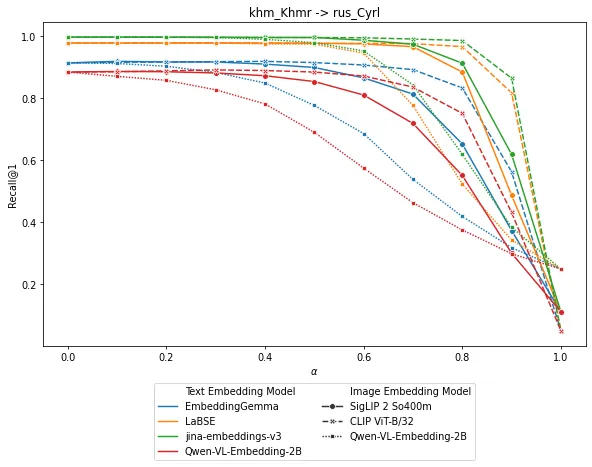 khm_Khmr -> rus_Cyrl
Recall@1
1.0
0.8
0.6
0.4
0.2
0.0 0.2 0.4 0.6 0.8 1.0
α
Text Embedding Model
EmbeddingGemma
LaBSE
jina-embeddings-v3
Qwen-VL-Embedding-2B
Image Embedding Model
SigLIP 2 So400m
CLIP ViT-B/32
Qwen-VL-Embedding-2B